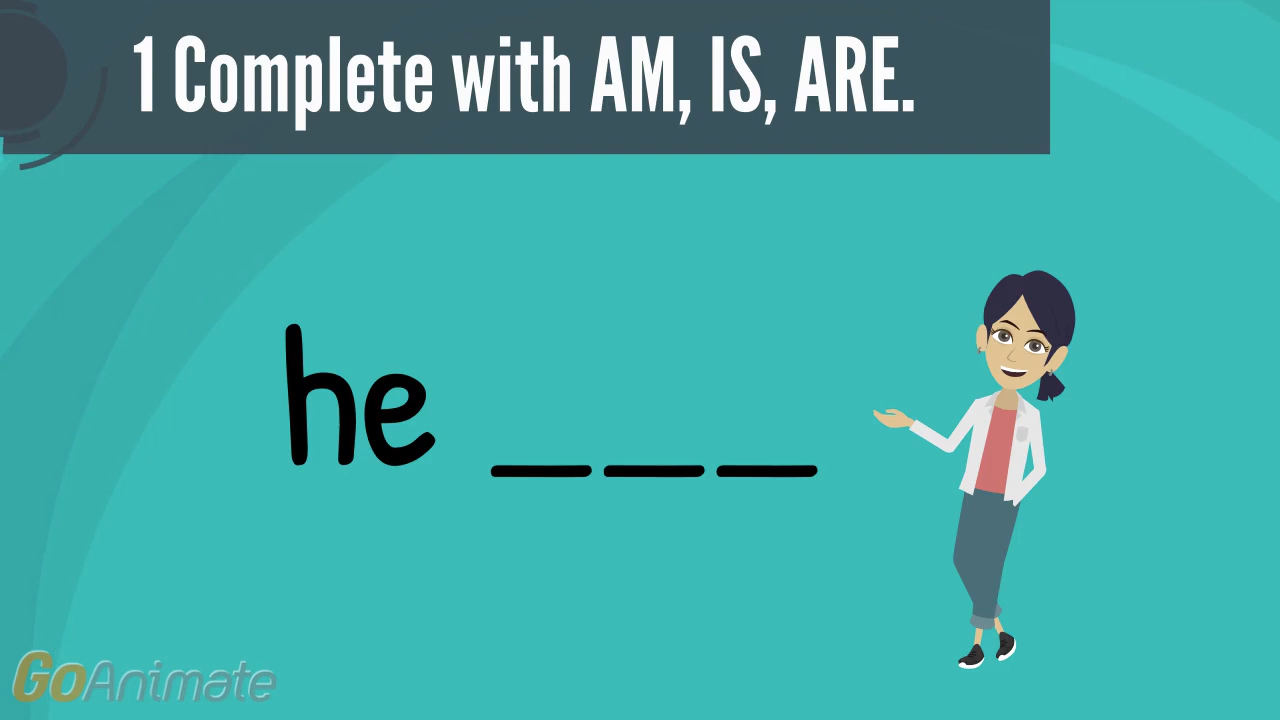 1 Complete with AM, IS, ARE.
he ___
GoAnimate